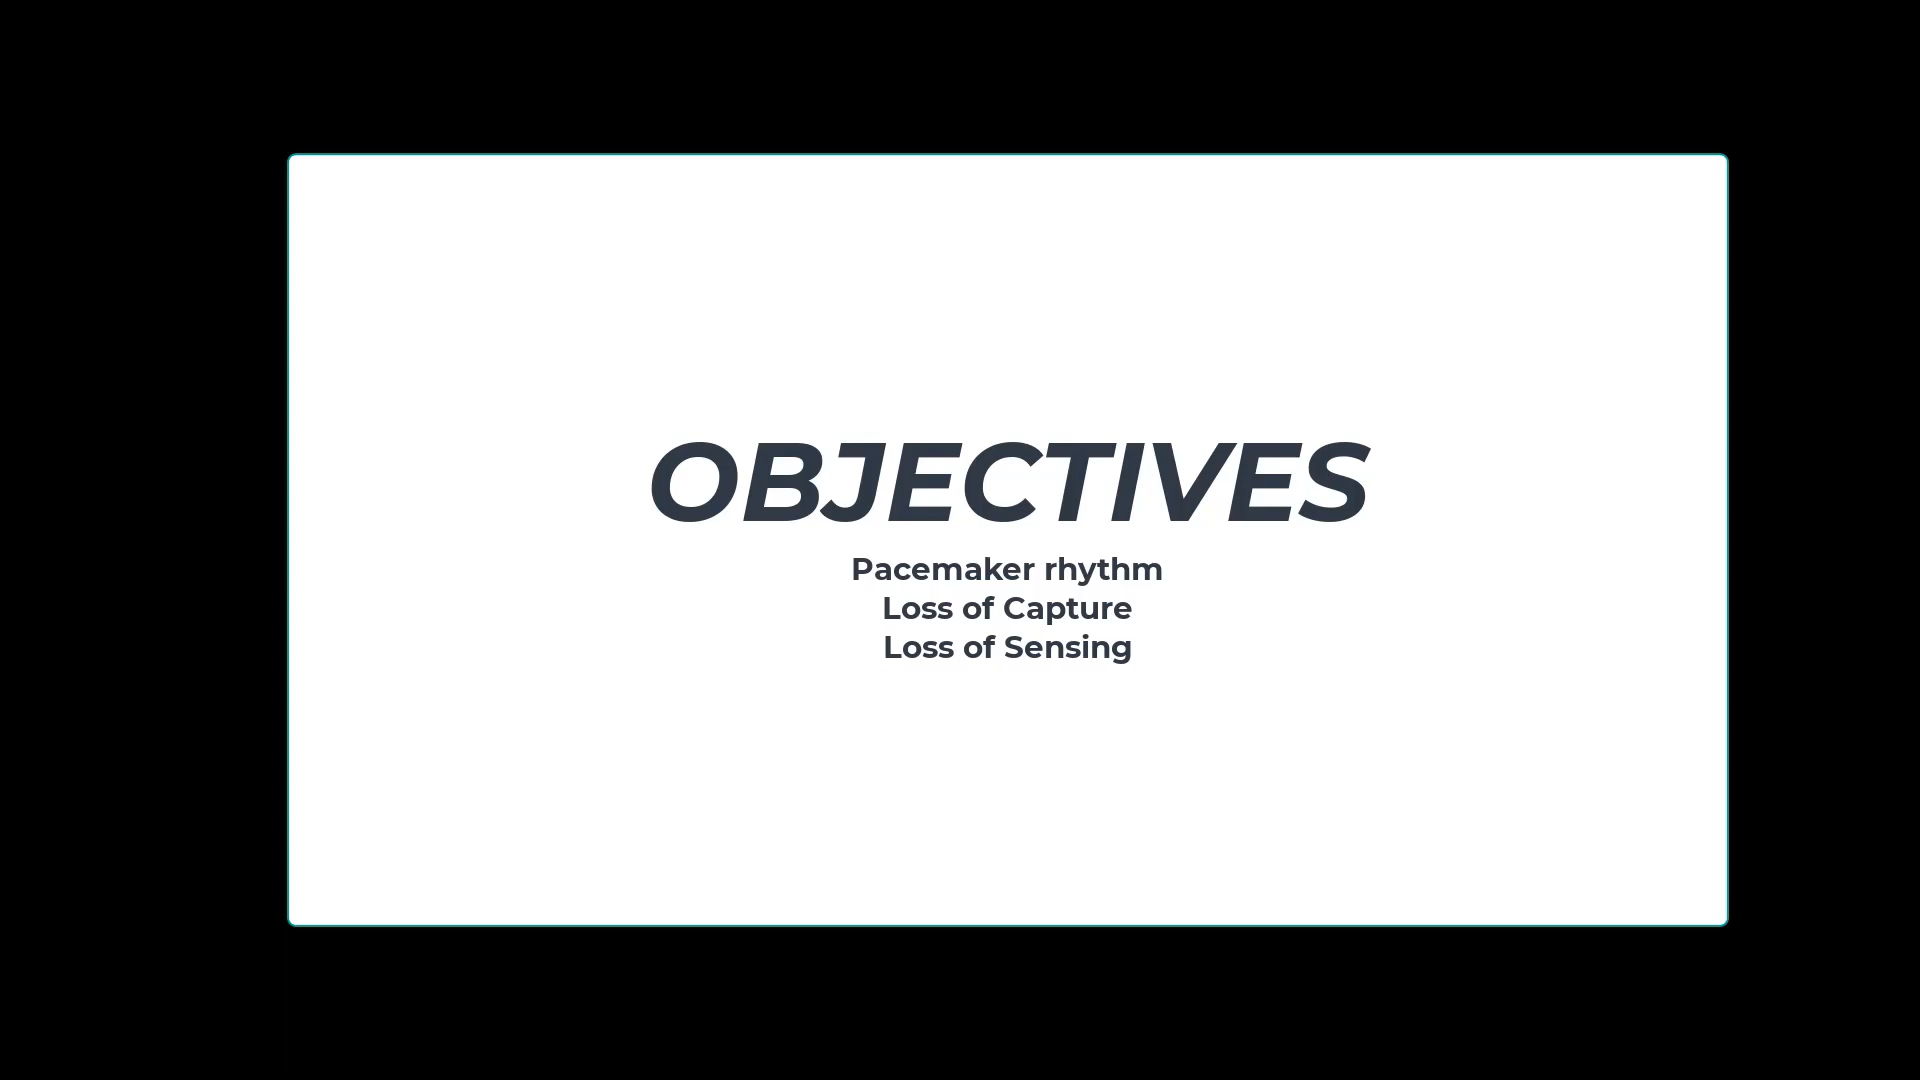 OBJECTIVES
Pacemaker rhythm
Loss of Capture
Loss of Sensing